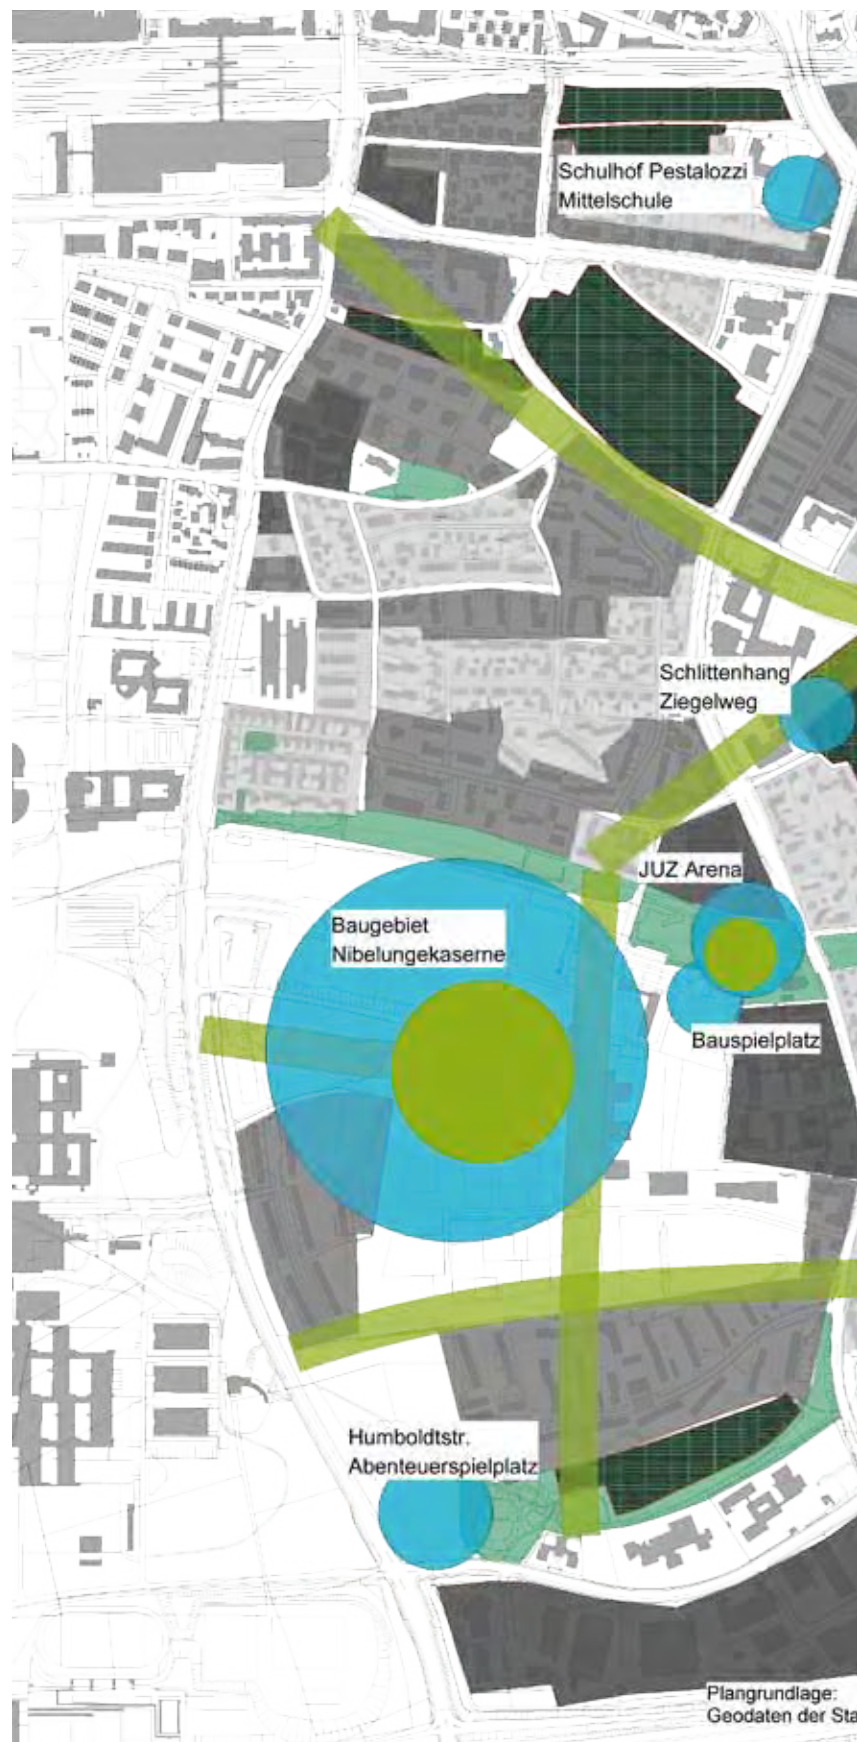 Schulhof Pestalozzi
Mittelschule
Schlittenhang
Ziegelweg
JUZ Arena
Baugebiet
Nibelungekaserne
Bauspielplatz
Humboldtstr.
Abenteuerspielplatz
Plangrundlage:
Geodaten der Sta